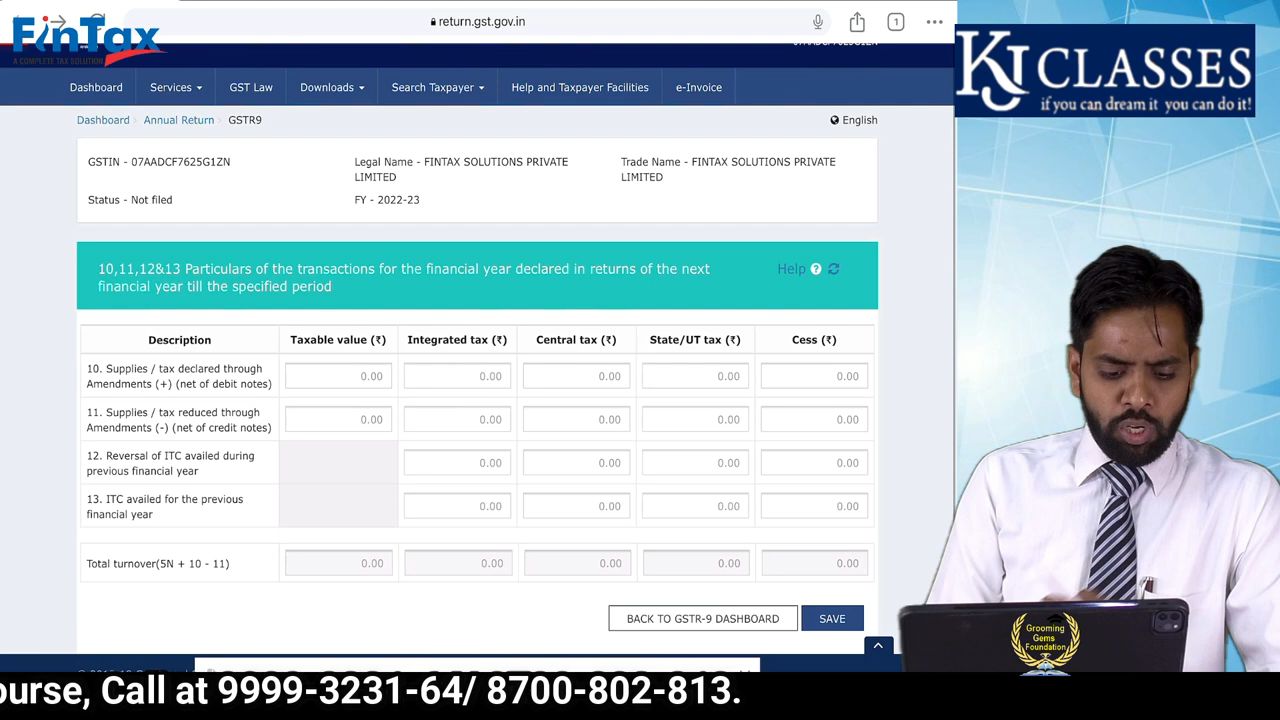 return.gst.gov.in
1
FinTax
A COMPLETE TAX SOLUTION
KJ CLASSES
if you can dream it you can do it!
Dashboard
Services
GST Law
Downloads
Search Taxpayer
Help and Taxpayer Facilities
e-Invoice
Dashboard › Annual Return › GSTR9
English
GSTIN - 07AADCF7625G1ZN
Legal Name - FINTAX SOLUTIONS PRIVATE
LIMITED
Trade Name - FINTAX SOLUTIONS PRIVATE
LIMITED
Status - Not filed
FY - 2022-23
10,11,12&13 Particulars of the transactions for the financial year declared in returns of the next
financial year till the specified period
Help ?
Description Taxable value (₹) Integrated tax (₹) Central tax (₹) State/UT tax (₹) Cess (₹)
10. Supplies / tax declared through
Amendments (+) (net of debit notes)
0.00 0.00 0.00 0.00 0.00
11. Supplies / tax reduced through
Amendments (-) (net of credit notes)
0.00 0.00 0.00 0.00 0.00
12. Reversal of ITC availed during
previous financial year
0.00 0.00 0.00 0.00
13. ITC availed for the previous
financial year
0.00 0.00 0.00 0.00
Total turnover(5N + 10 - 11) 0.00 0.00 0.00 0.00 0.00
BACK TO GSTR-9 DASHBOARD
SAVE
Grooming
Gems
Foundation
ourse, Call at 9999-3231-64/ 8700-802-813.